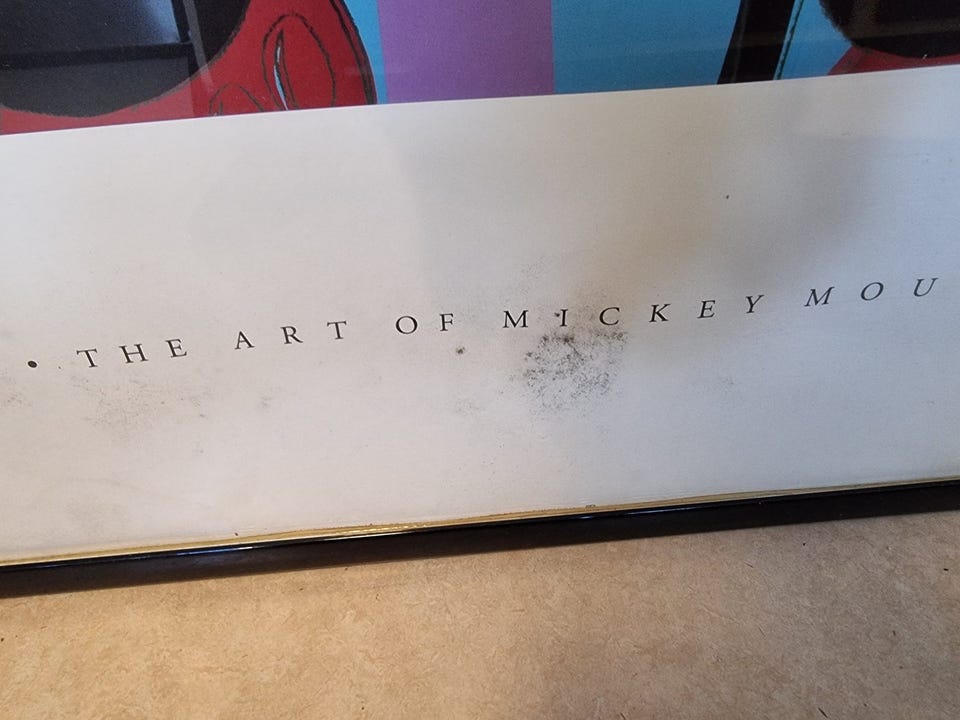 • THE ART OF MICKEY MOU